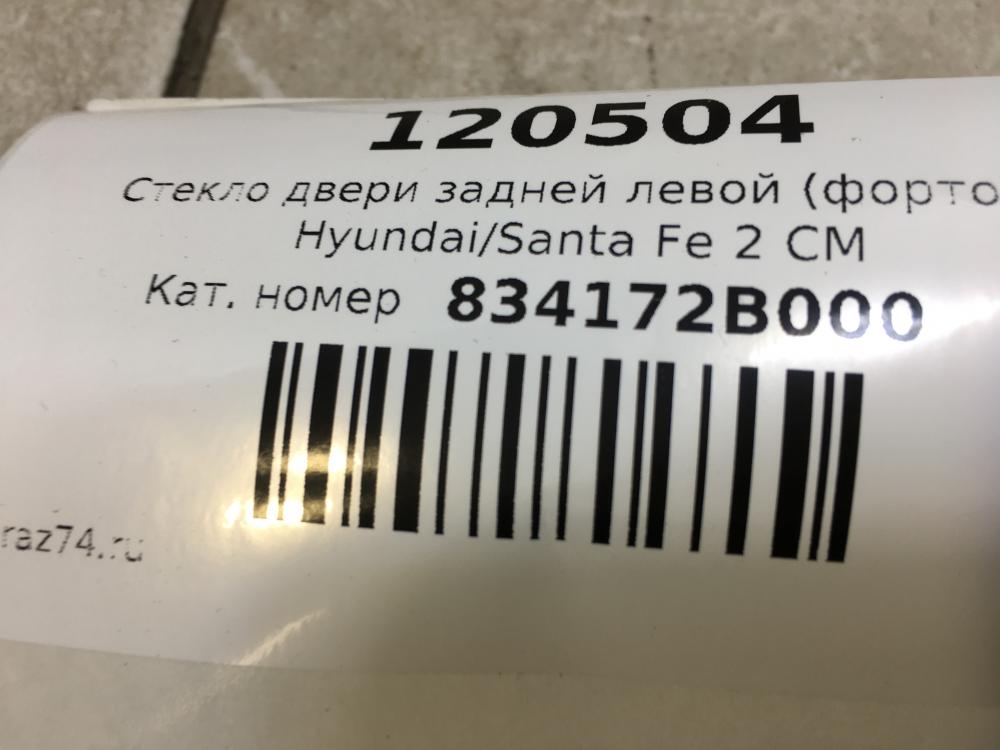 120504
Стекло двери задней левой (форто
Hyundai/Santa Fe 2 CM
Кат. номер 834172B000
raz74.ru